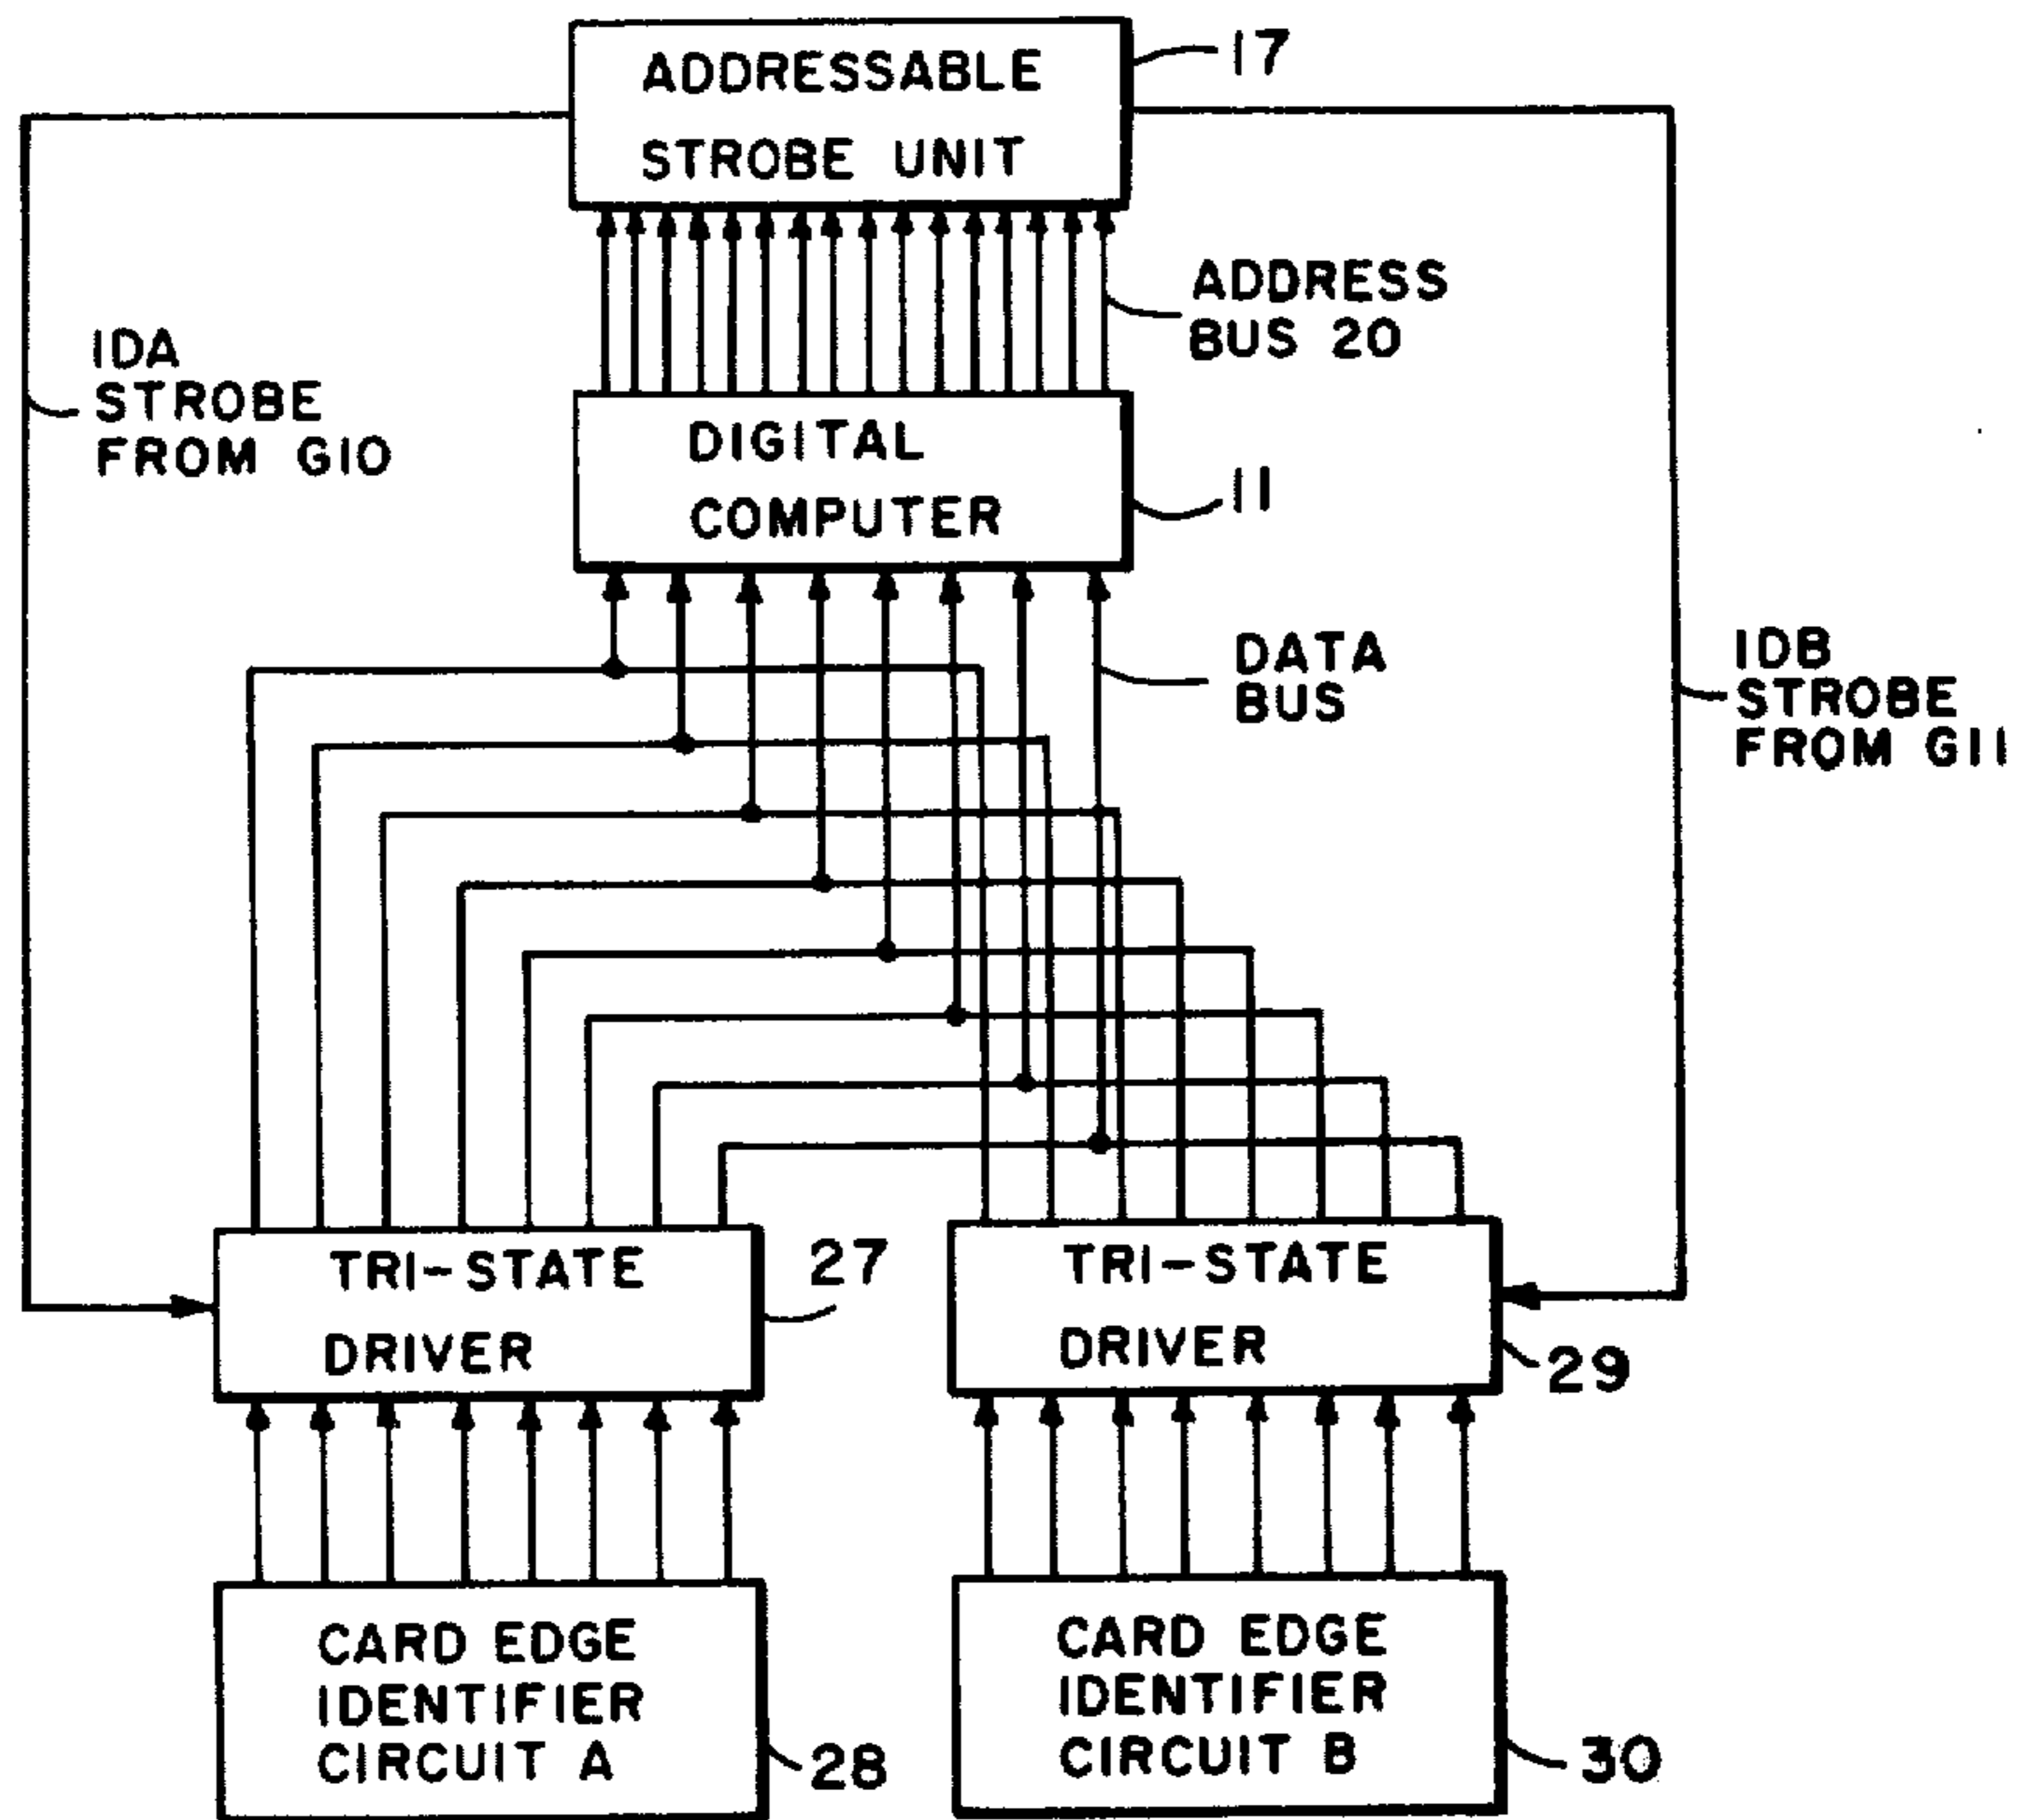 ADDRESSABLE
STROBE UNIT
17
ADDRESS
BUS 20
IDA
STROBE
FROM G10
DIGITAL
COMPUTER
11
DATA
BUS
IDB
STROBE
FROM G11
TRI-STATE
DRIVER
27
TRI-STATE
DRIVER
29
CARD EDGE
IDENTIFIER
CIRCUIT A
28
CARD EDGE
IDENTIFIER
CIRCUIT B
30